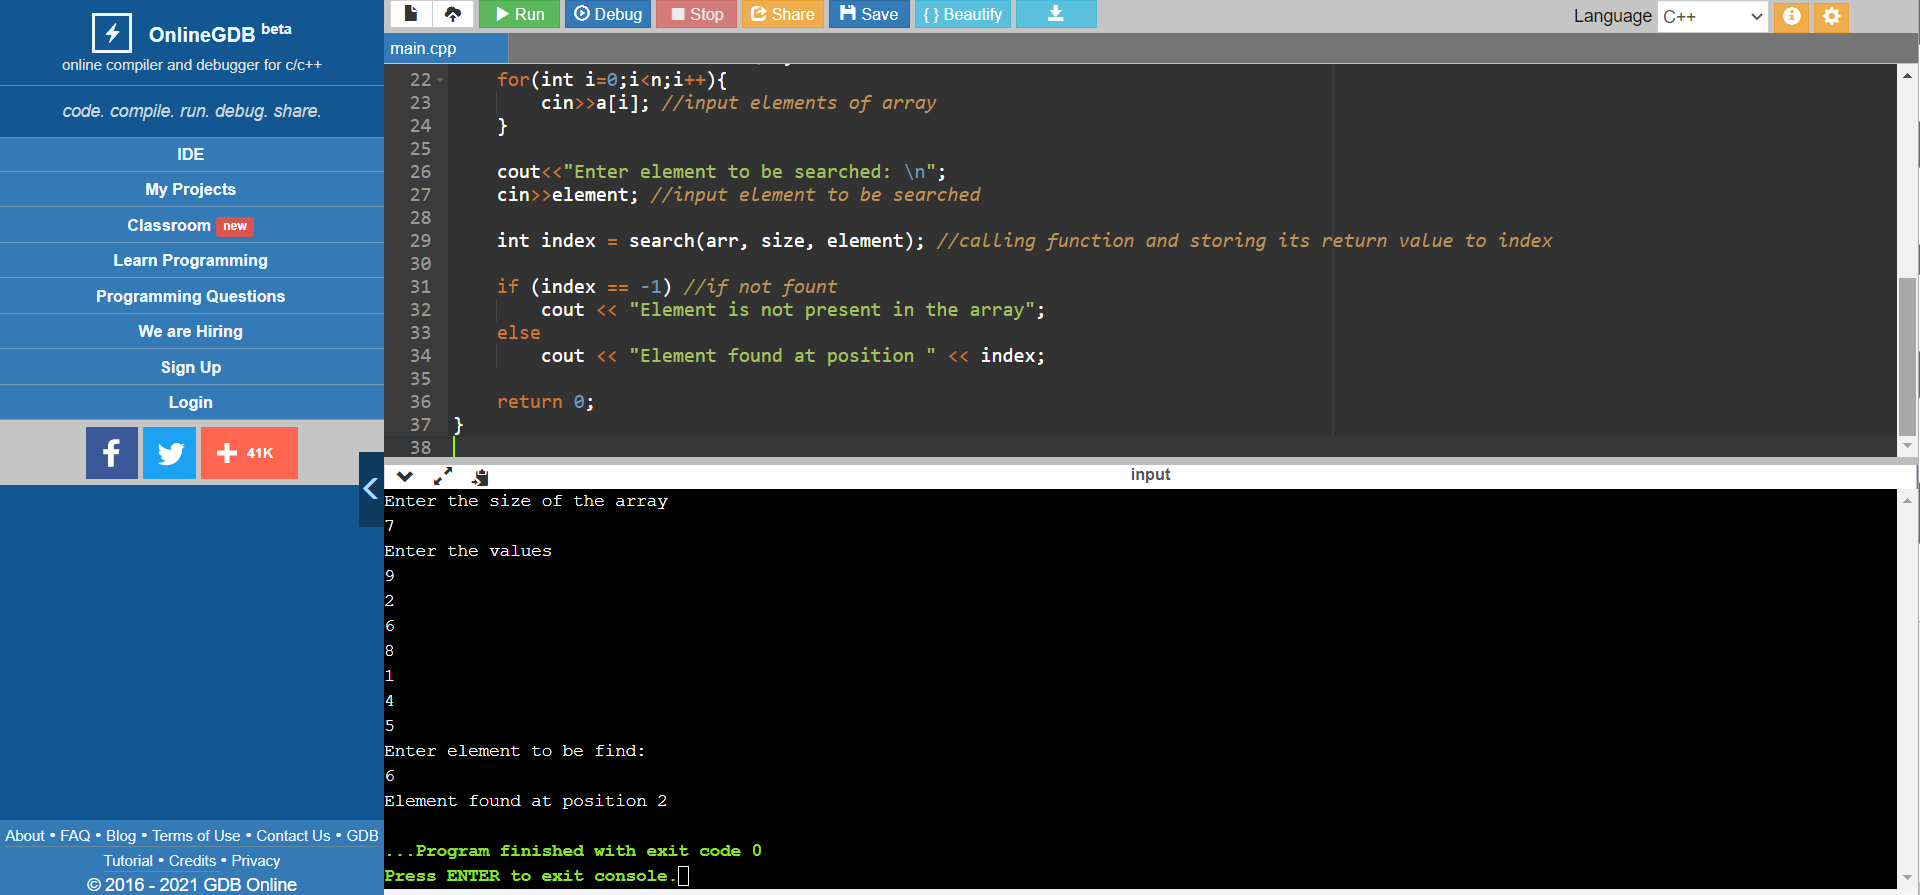 OnlineGDB beta
online compiler and debugger for c/c++
code. compile. run. debug. share.
IDE
My Projects
Classroom new
Learn Programming
Programming Questions
We are Hiring
Sign Up
Login
41K
About • FAQ • Blog • Terms of Use • Contact Us • GDB
Tutorial • Credits • Privacy
© 2016 - 2021 GDB Online
Run Debug Stop Share Save { } Beautify
Language C++
main.cpp
22 for(int i=0;i<n;i++){
23 cin>>a[i]; //input elements of array
24 }
25
26 cout<<"Enter element to be searched: \n";
27 cin>>element; //input element to be searched
28
29 int index = search(arr, size, element); //calling function and storing its return value to index
30
31 if (index == -1) //if not fount
32 cout << "Element is not present in the array";
33 else
34 cout << "Element found at position " << index;
35
36 return 0;
37 }
38
input
Enter the size of the array
7
Enter the values
9
2
6
8
1
4
5
Enter element to be find:
6
Element found at position 2
...Program finished with exit code 0
Press ENTER to exit console.